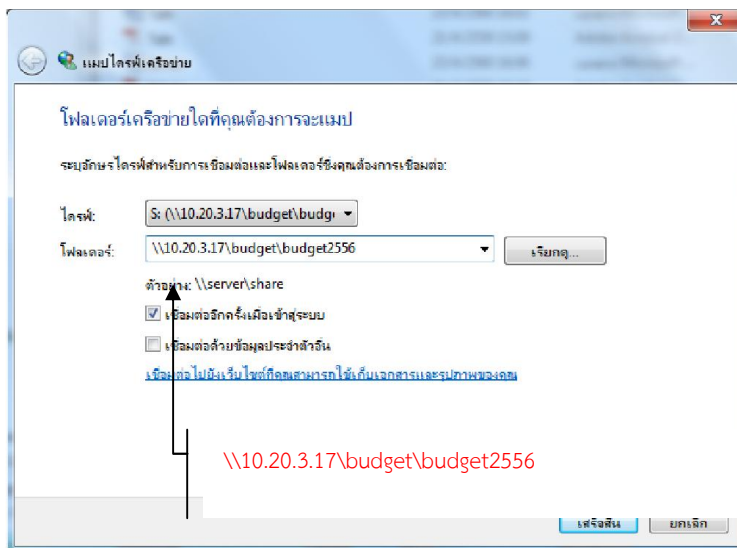 แมปไดรฟ์เครือข่าย
โฟลเดอร์เครือข่ายใดที่คุณต้องการจะแมป
ระบุอักษรไดรฟ์สำหรับการเชื่อมต่อและโฟลเดอร์ซึ่งคุณต้องการเชื่อมต่อ:
ไดรฟ์: S: (\\10.20.3.17\budget\budg
โฟลเดอร์: \\10.20.3.17\budget\budget2556 เรียกดู...
ตัวอย่าง: \\server\share
เชื่อมต่ออีกครั้งเมื่อเข้าสู่ระบบ
เชื่อมต่อด้วยข้อมูลประจำตัวอื่น
เชื่อมต่อไปยังเว็บไซต์ที่คุณสามารถใช้เก็บเอกสารและรูปภาพของคุณ
\\10.20.3.17\budget\budget2556
เสร็จสิ้น ยกเลิก